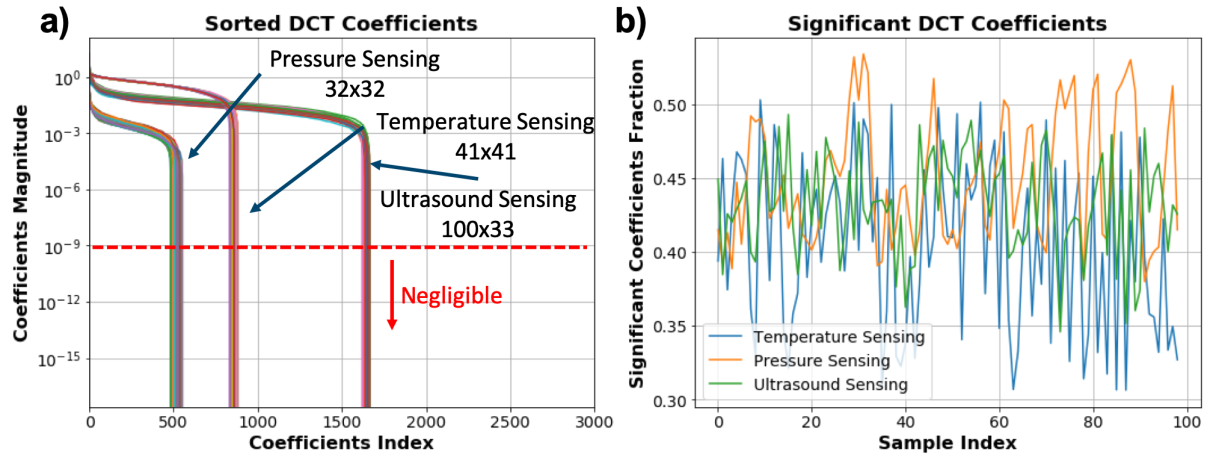 a)
Sorted DCT Coefficients
Coefficients Magnitude
10⁰
10⁻³
10⁻⁶
10⁻⁹
10⁻¹²
10⁻¹⁵
Pressure Sensing
32x32
Temperature Sensing
41x41
Ultrasound Sensing
100x33
Negligible
0 500 1000 1500 2000 2500 3000
Coefficients Index
b)
Significant DCT Coefficients
Significant Coefficients Fraction
0.50
0.45
0.40
0.35
0.30
Temperature Sensing
Pressure Sensing
Ultrasound Sensing
0 20 40 60 80 100
Sample Index